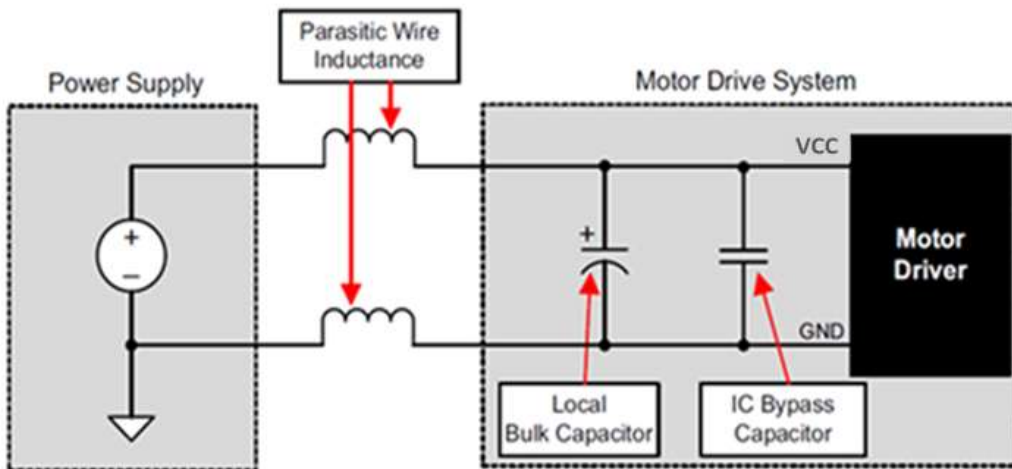 Parasitic Wire
Inductance
Power Supply
Motor Drive System
VCC
+
–
+
Motor
Driver
GND
Local
Bulk Capacitor
IC Bypass
Capacitor